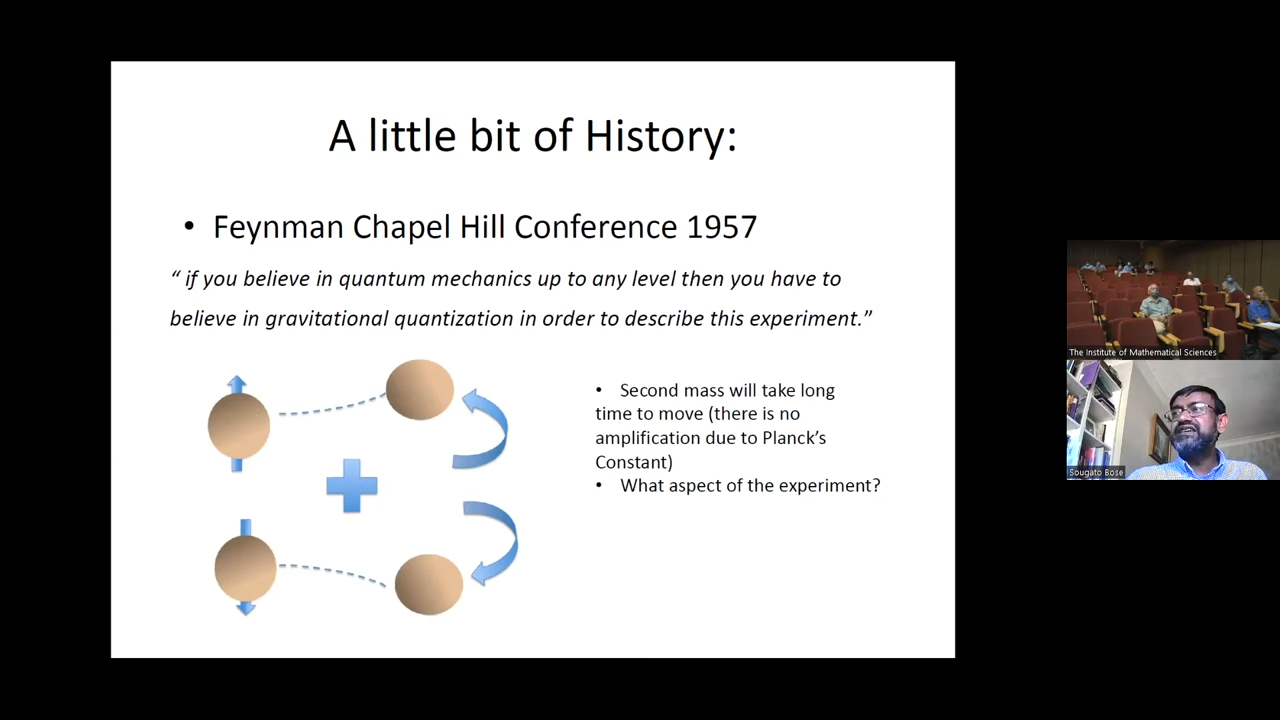 A little bit of History:
• Feynman Chapel Hill Conference 1957
“ if you believe in quantum mechanics up to any level then you have to
believe in gravitational quantization in order to describe this experiment.”
• Second mass will take long
time to move (there is no
amplification due to Planck’s
Constant)
• What aspect of the experiment?
The Institute of Mathematical Sciences
Sougato Bose